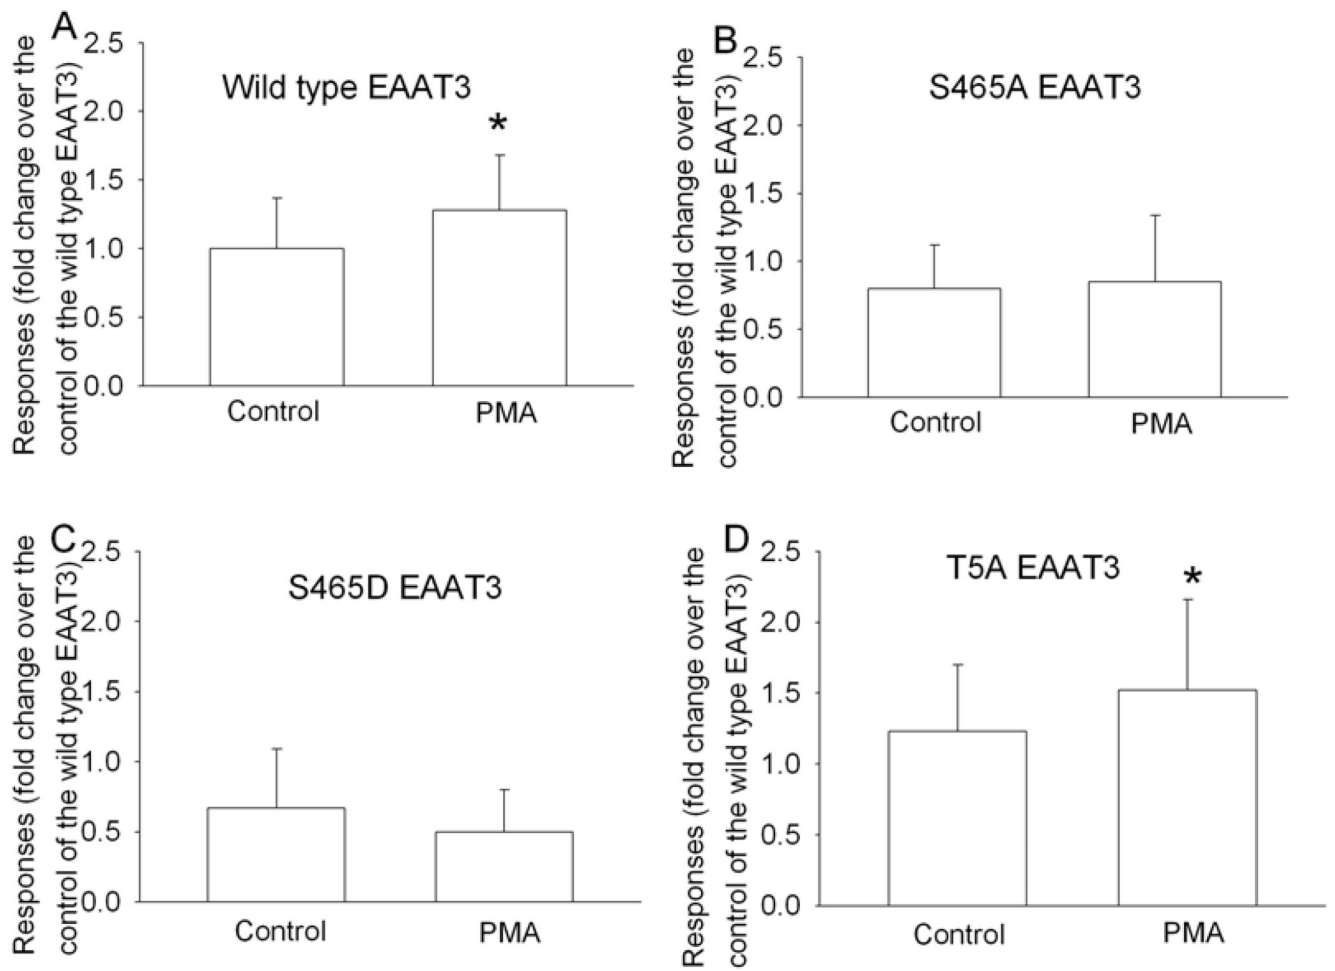 A
Responses (fold change over the
control of the wild type EAAT3)
2.5
2.0
1.5
1.0
0.5
0.0
Wild type EAAT3
*
Control
PMA
B
Responses (fold change over the
control of the wild type EAAT3)
2.5
2.0
1.5
1.0
0.5
0.0
S465A EAAT3
Control
PMA
C
Responses (fold change over the
control of the wild type EAAT3)
2.5
2.0
1.5
1.0
0.5
0.0
S465D EAAT3
Control
PMA
D
Responses (fold change over the
control of the wild type EAAT3)
2.5
2.0
1.5
1.0
0.5
0.0
T5A EAAT3
*
Control
PMA